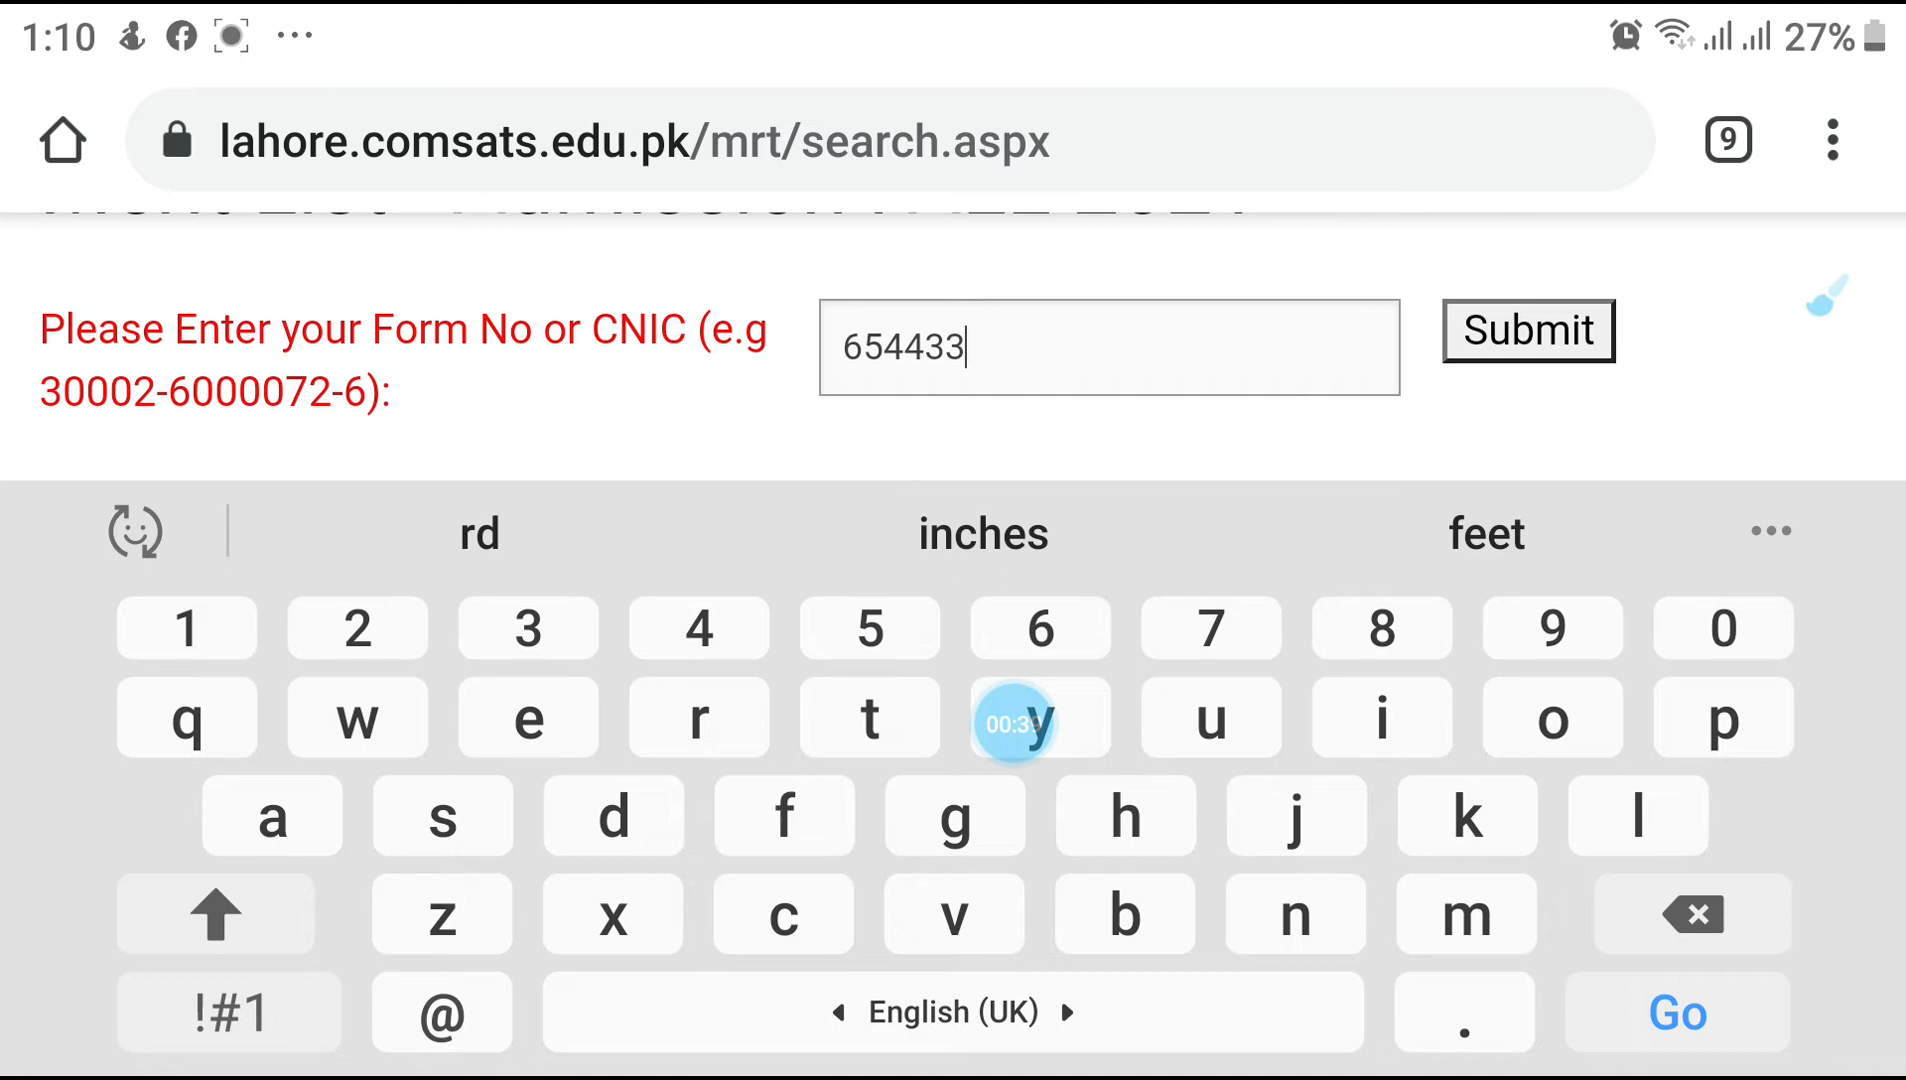 1:10 27%
lahore.comsats.edu.pk/mrt/search.aspx 9
Please Enter your Form No or CNIC (e.g
30002-6000072-6):
654433
Submit
rd inches feet
1 2 3 4 5 6 7 8 9 0
q w e r t y u i o p
00:39
a s d f g h j k l
z x c v b n m
!#1 @ English (UK) . Go